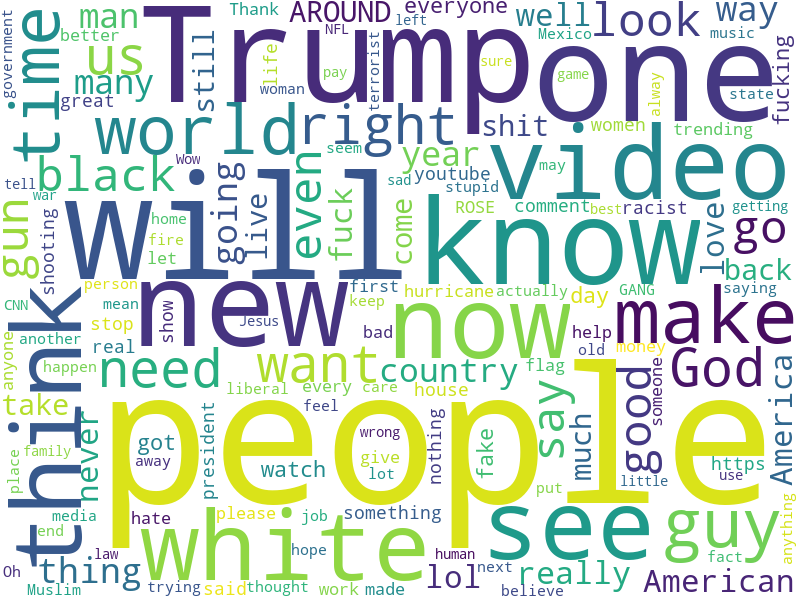 government
man
better
Thank
AROUND
everyone
left
NFL
well
look
way
Mexico
music
time
us
many
great
Trump
still
life
woman
pay
terrorist
sure
one
game
alway
state
fucking
world
right
shit
women
trending
black
Wow
seem
year
youtube
stupid
video
may
tell
war
gun
shooting
home
fire
let
will
going
live
even
fuck
sad
come
know
ROSE
comment
best
racist
love
getting
go
back
saying
CNN
another
person
mean
stop
real
happen
new
show
Jesus
first
keep
bad
hurricane
actually
now
day
GANG
help
old
make
money
think
anyone
take
need
want
country
flag
God
someone
America
never
liberal
every
care
house
feel
people
say
much
good
little
got
away
president
watch
wrong
give
lot
nothing
fake
put
https
use
place
family
media
end
hate
please
job
something
see
guy
fact
anything
Oh
Muslim
law
thing
trying
white
said
thought
hope
work
human
made
lol
next
really
believe
American